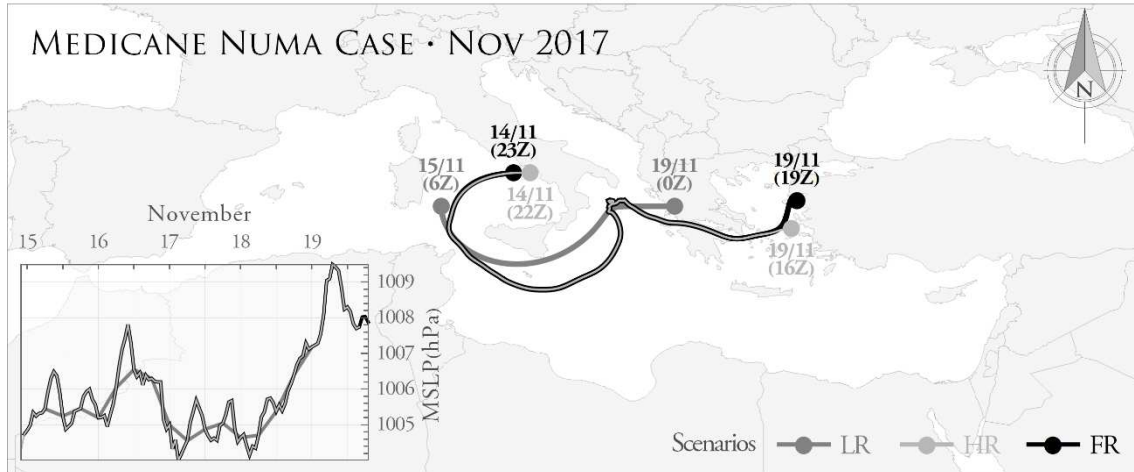 MEDICANE NUMA CASE · NOV 2017
N
14/11
(23Z)
15/11
(6Z)
14/11
(22Z)
19/11
(0Z)
19/11
(19Z)
19/11
(16Z)
November
15 16 17 18 19
1009
1008
1007
1006
1005
MSLP(hPa)
Scenarios LR HR FR